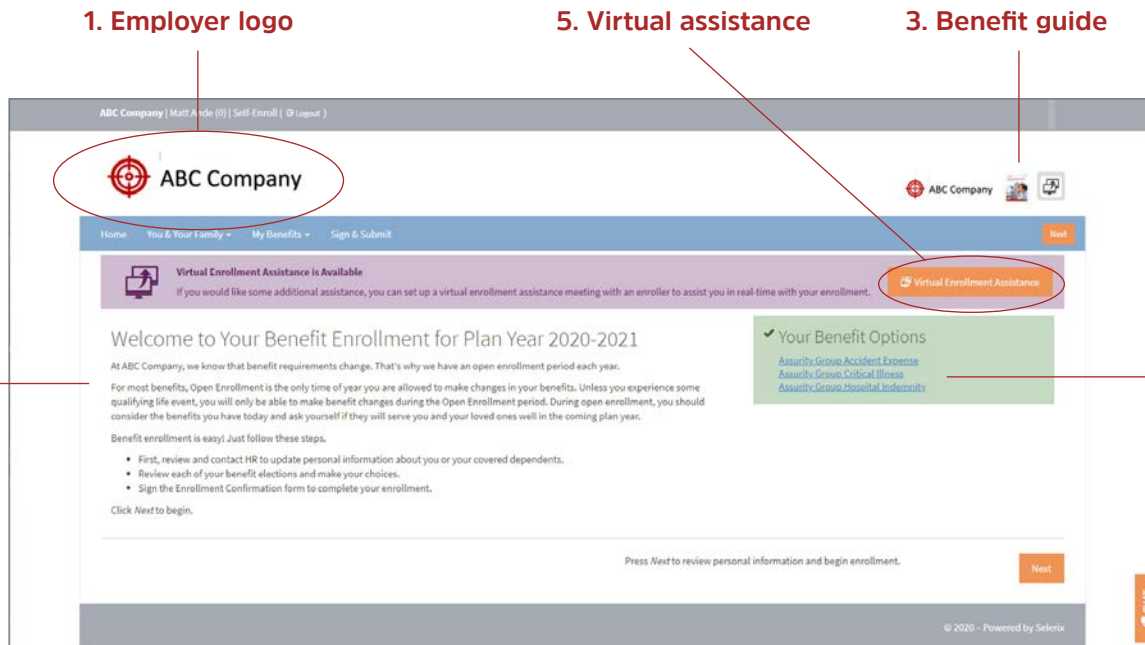 1. Employer logo
5. Virtual assistance
3. Benefit guide
ABC Company | Matt Ande (0) | Self-Enroll ( Logout )
ABC Company
ABC Company
Home You & Your Family My Benefits Sign & Submit Next
Virtual Enrollment Assistance is Available
If you would like some additional assistance, you can set up a virtual enrollment assistance meeting with an enroller to assist you in real-time with your enrollment.
Virtual Enrollment Assistance
Welcome to Your Benefit Enrollment for Plan Year 2020-2021
At ABC Company, we know that benefit requirements change. That's why we have an open enrollment period each year.
For most benefits, Open Enrollment is the only time of year you are allowed to make changes in your benefits. Unless you experience some
qualifying life event, you will only be able to make benefit changes during the Open Enrollment period. During open enrollment, you should
consider the benefits you have today and ask yourself if they will serve you and your loved ones well in the coming plan year.
Benefit enrollment is easy! Just follow these steps.
• First, review and contact HR to update personal information about you or your covered dependents.
• Review each of your benefit elections and make your choices.
• Sign the Enrollment Confirmation form to complete your enrollment.
Click Next to begin.
Your Benefit Options
Assurity Group Accident Expense
Assurity Group Critical Illness
Assurity Group Hospital Indemnity
Press Next to review personal information and begin enrollment.
Next
© 2020 - Powered by Selerix